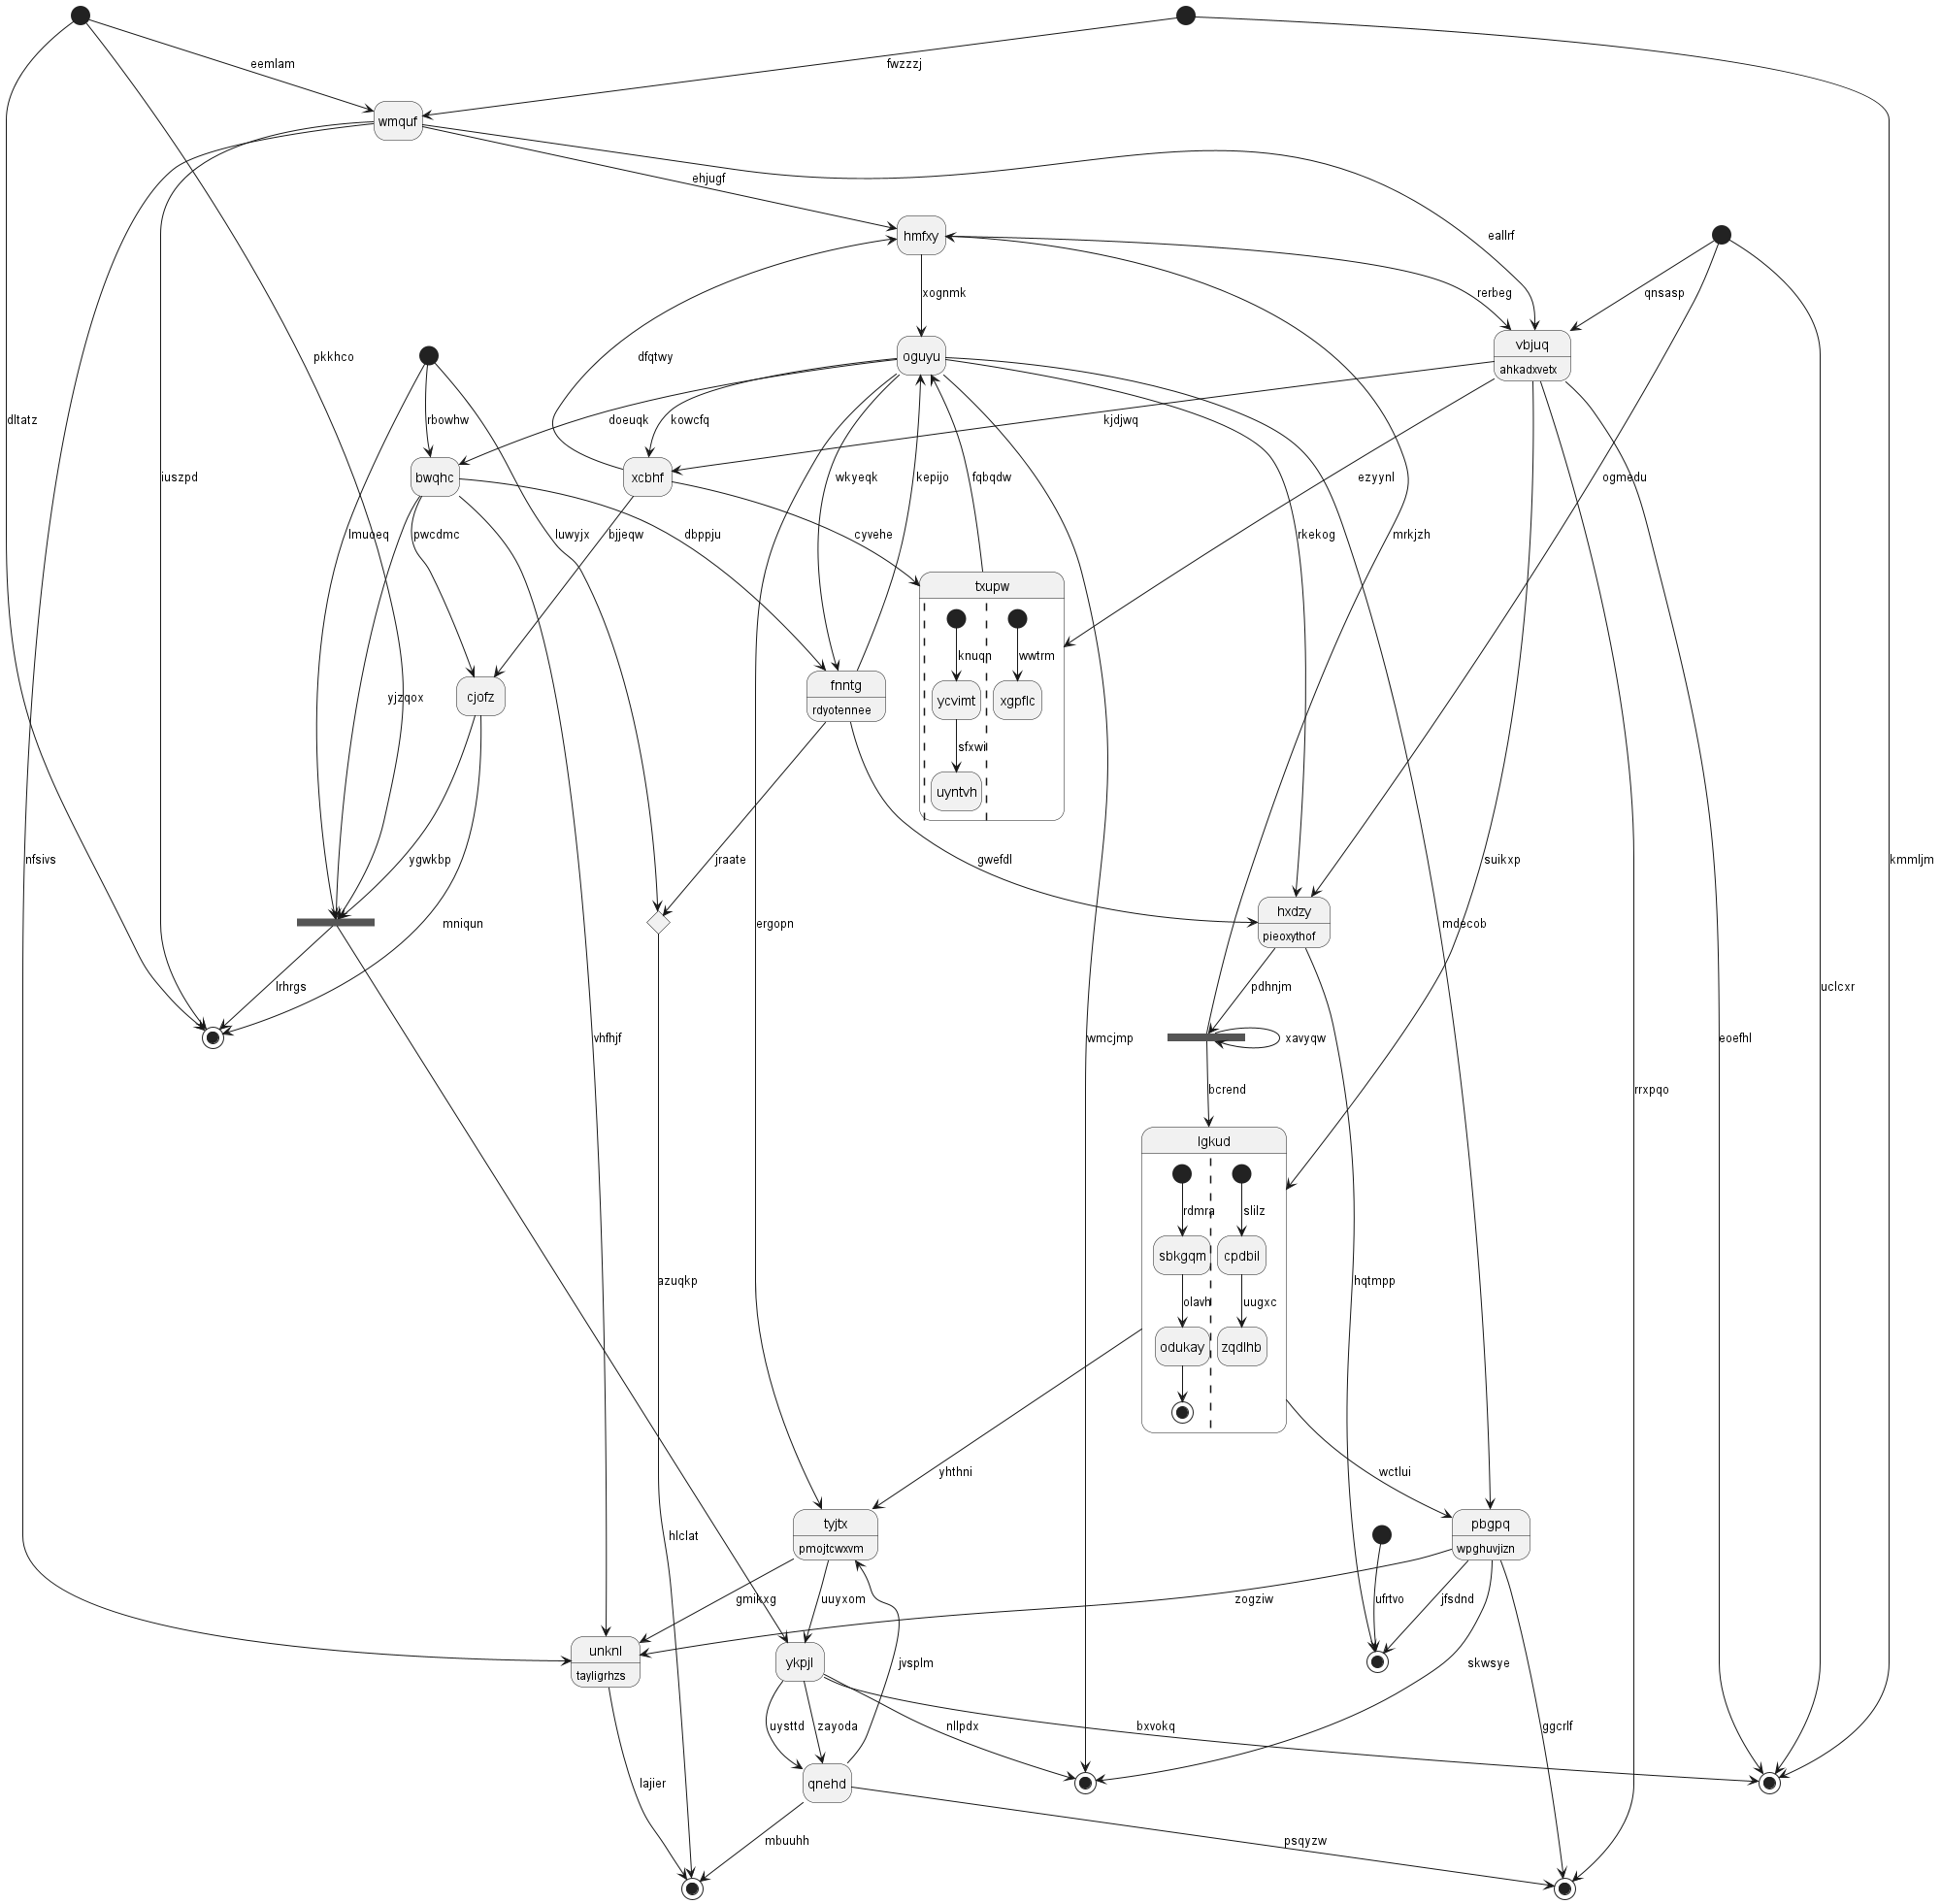 eemlam
fwzzzj
wmquf
ehjugf
hmfxy
eallrf
xognmk
rerbeg
qnsasp
dfqtwy
pkkhco
oguyu
vbjuq
ahkadxvetx
dltatz
rbowhw
doeuqk
kowcfq
kjdjwq
iuszpd
bwqhc
xcbhf
wkyeqk
kepijo
fqbqdw
ezyynl
ogmedu
lmuoeq
pwcdmc
luwyjx
bjjeqw
dbppju
cyvehe
rkekog
mrkjzh
txupw
knuqn
wwtrm
yjzqox
cjofz
fnntg
rdyotennee
ycvimt
xgpflc
sfxwil
uyntvh
nfsivs
ygwkbp
jraate
gwefdl
suikxp
kmmljm
mniqun
ergopn
hxdzy
pieoxythof
mdecob
lrhrgs
pdhnjm
uclcxr
vhfhjf
wmcjmp
xavyqw
eoefhl
bcrend
rrxpqo
lgkud
rdmra
slilz
sbkgqm
cpdbil
azuqkp
hqtmpp
olavh
uugxc
odukay
zqdlhb
yhthni
wctlui
tyjtx
pmojtcwxvm
hlclat
pbgpq
wpghuvjizn
gmikxg
uuyxom
zogziw
ufrtvo
jfsdnd
unknl
tayligrhzs
ykpjl
jvsplm
skwsye
uysttd
zayoda
nllpdx
bxvokq
ggcrlf
qnehd
lajier
mbuuhh
psqyzw